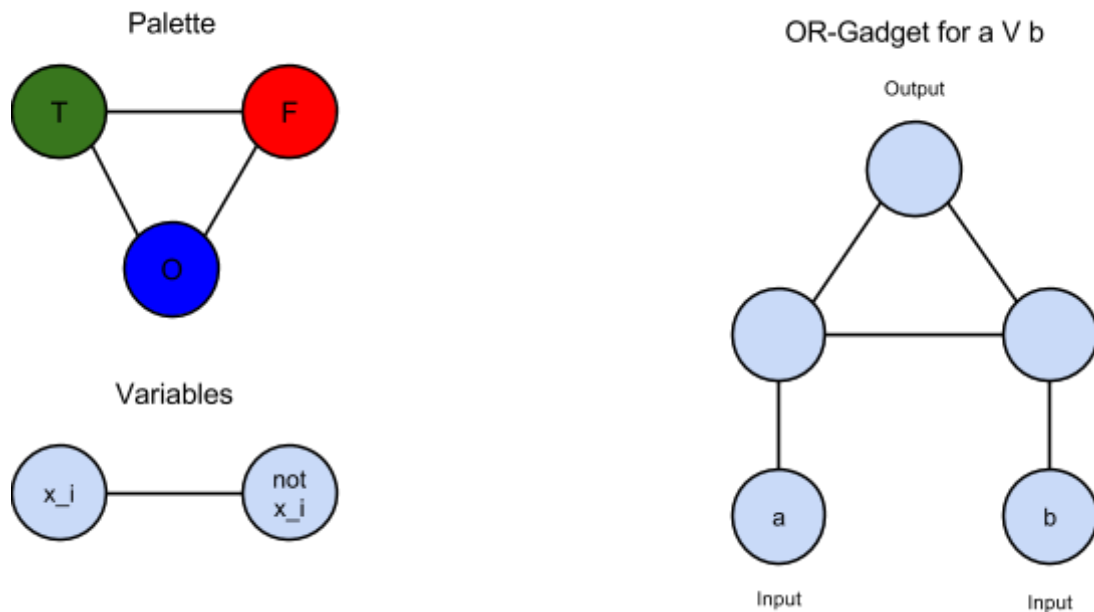 Palette
T
F
O
Variables
x_i
not
x_i
OR-Gadget for a V b
Output
a
b
Input
Input